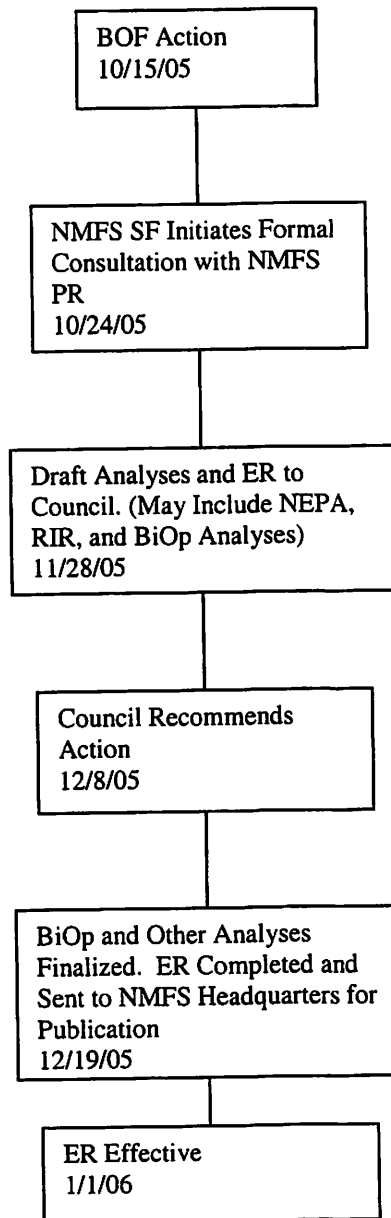 BOF Action
10/15/05
NMFS SF Initiates Formal
Consultation with NMFS
PR
10/24/05
Draft Analyses and ER to
Council. (May Include NEPA,
RIR, and BiOp Analyses)
11/28/05
Council Recommends
Action
12/8/05
BiOp and Other Analyses
Finalized. ER Completed and
Sent to NMFS Headquarters for
Publication
12/19/05
ER Effective
1/1/06